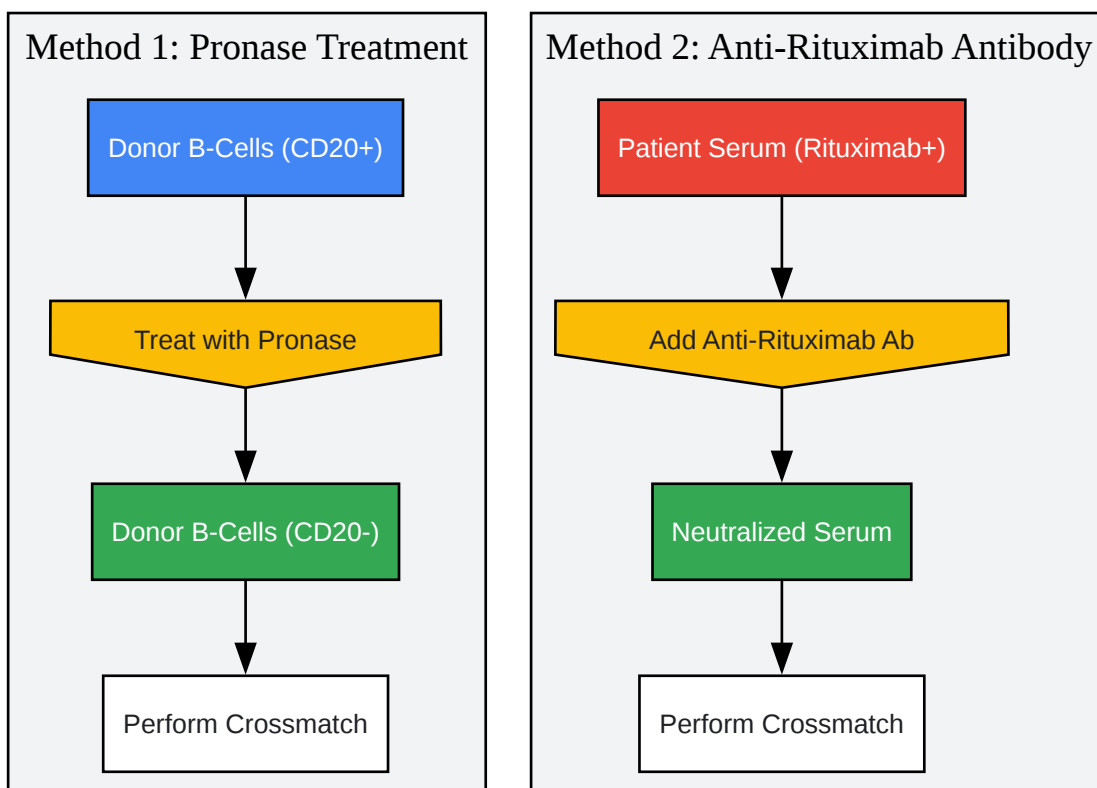 Method 1: Pronase Treatment
Donor B-Cells (CD20+)
Treat with Pronase
Donor B-Cells (CD20-)
Perform Crossmatch
Method 2: Anti-Rituximab Antibody
Patient Serum (Rituximab+)
Add Anti-Rituximab Ab
Neutralized Serum
Perform Crossmatch